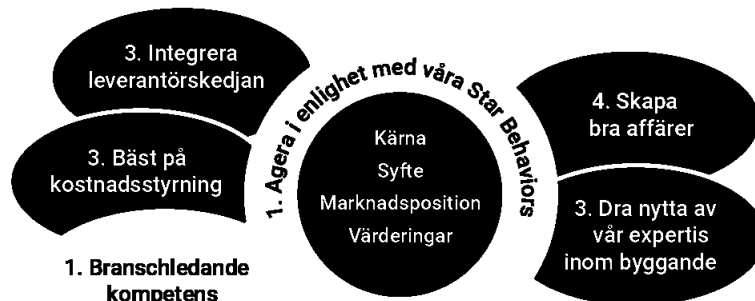 3. Integrera
leverantörskedjan
3. Bäst på
kostnadsstyrning
1. Branschledande
kompetens
1. Agera i enlighet med våra Star Behaviors
Kärna
Syfte
Marknadsposition
Värderingar
4. Skapa
bra affärer
3. Dra nytta av
vår expertis
inom byggande